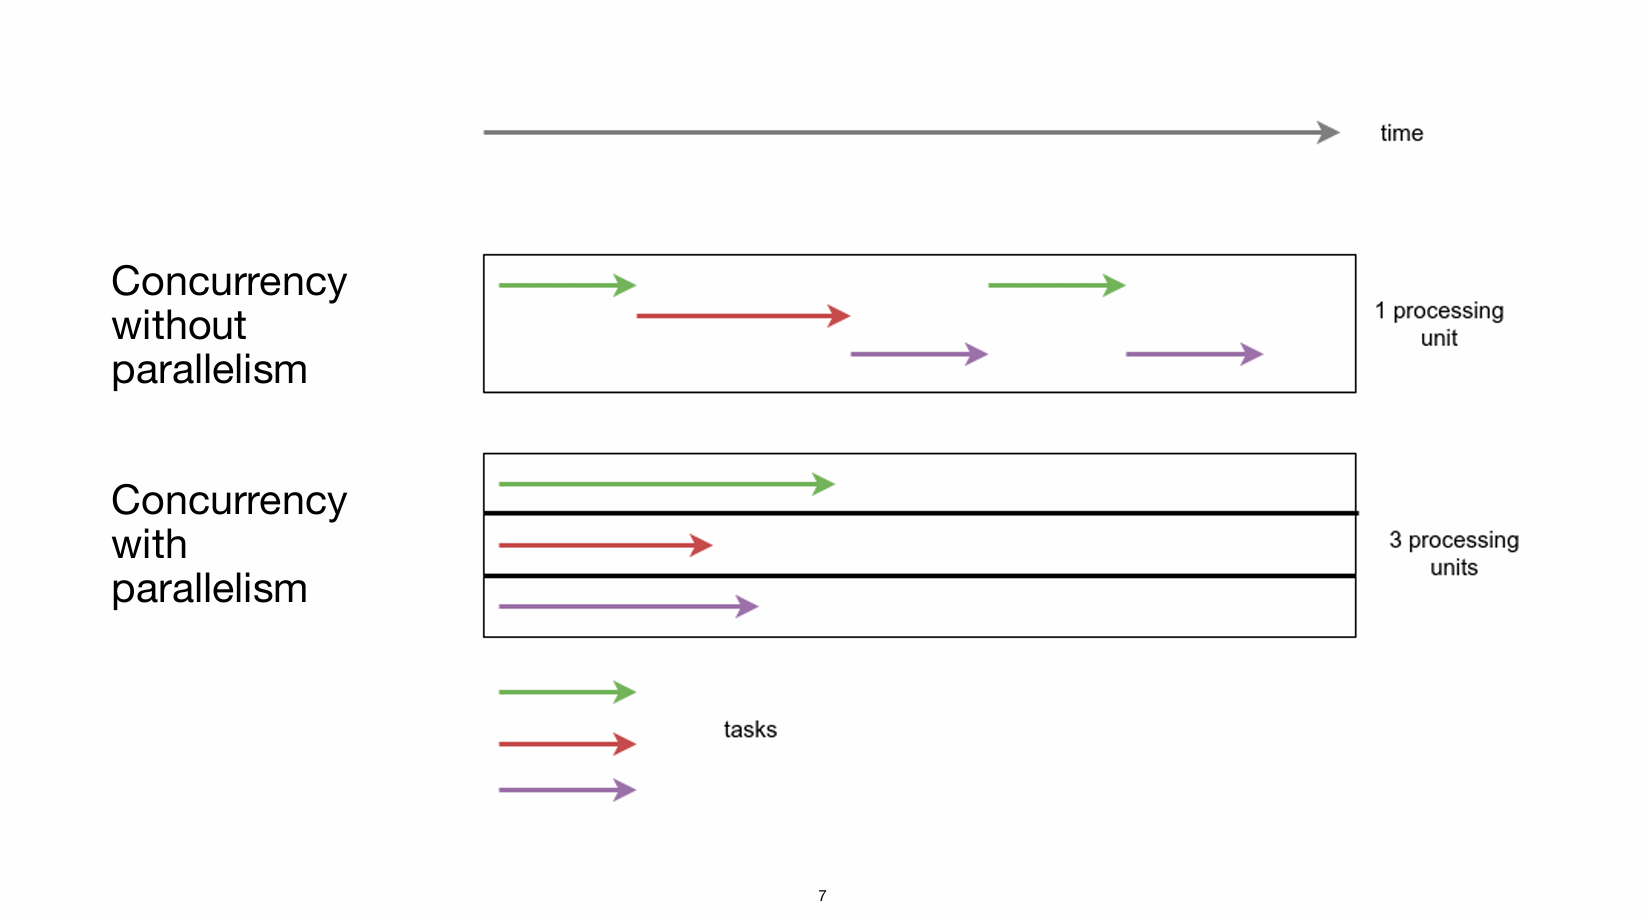 time
Concurrency
without
parallelism
1 processing
unit
Concurrency
with
parallelism
3 processing
units
tasks
7